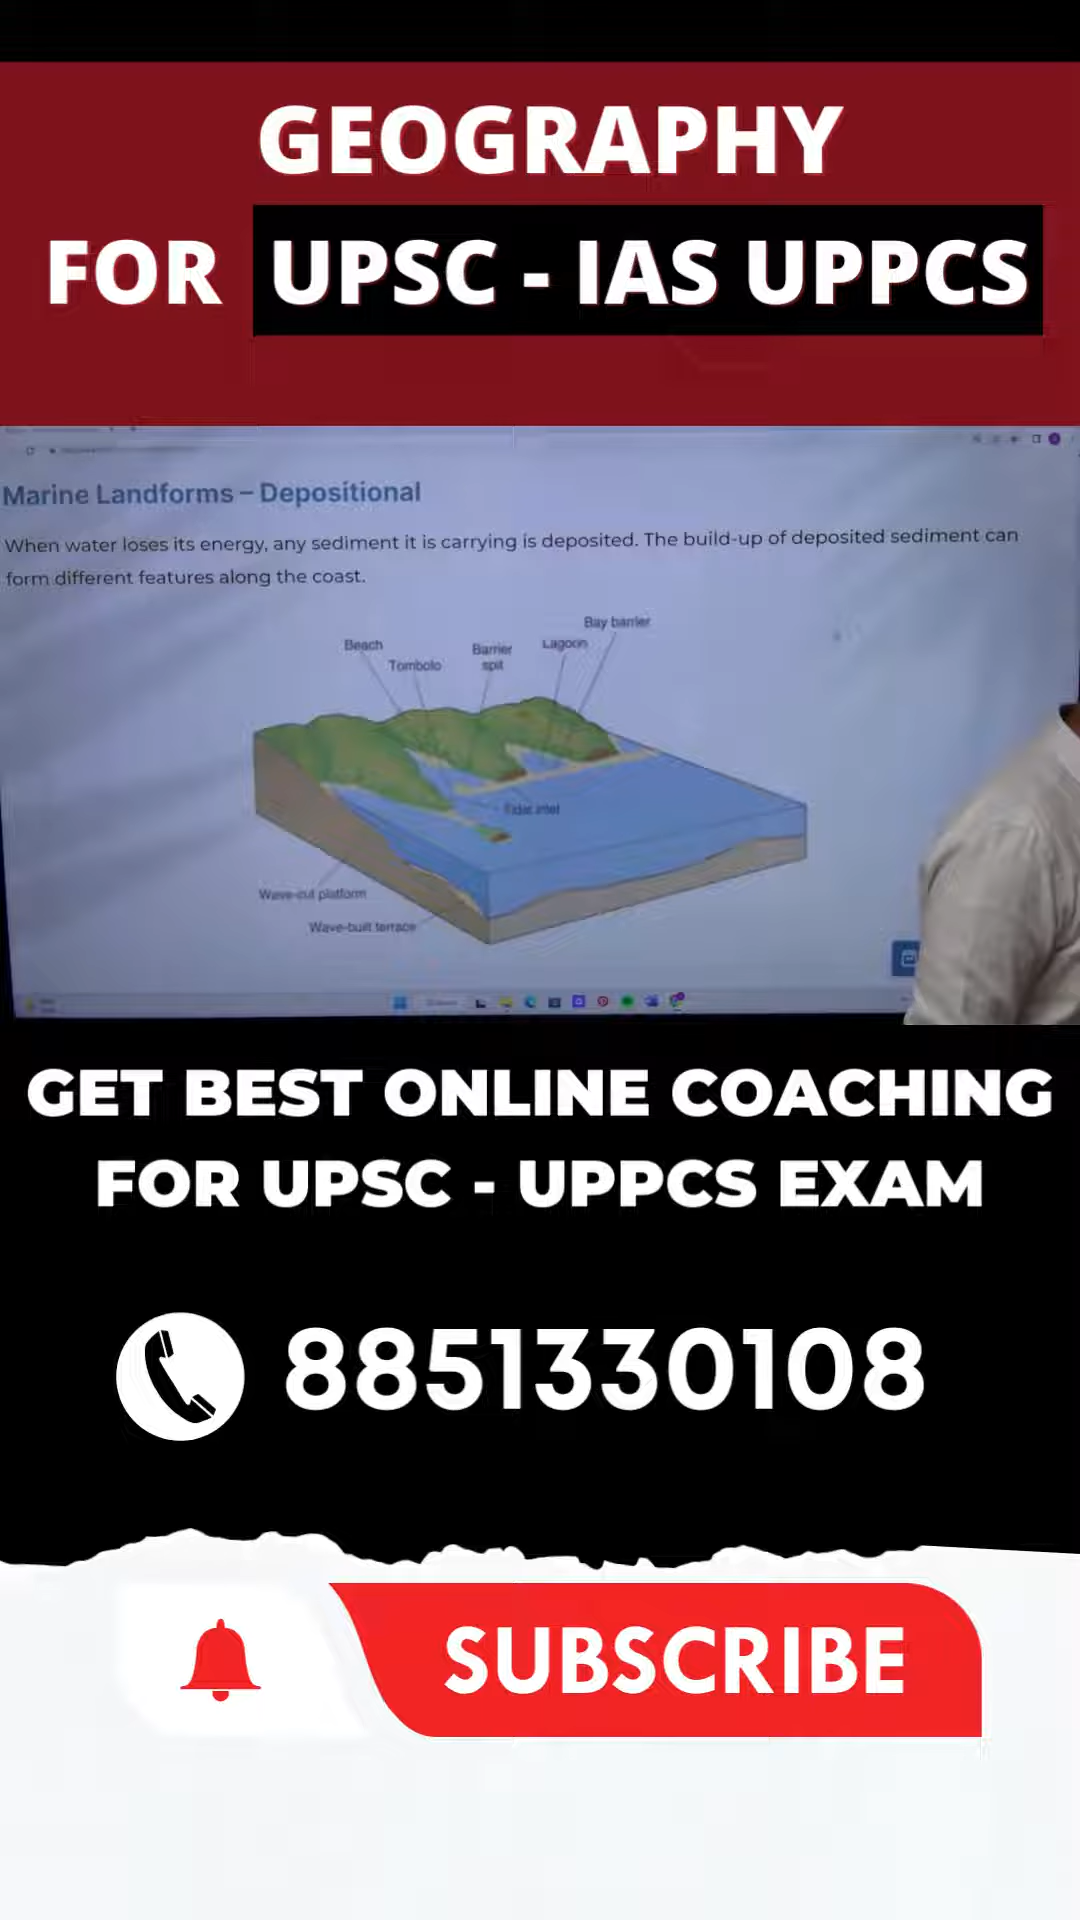 GEOGRAPHY
FOR UPSC - IAS UPPCS
Marine Landforms – Depositional
When water loses its energy, any sediment it is carrying is deposited. The build-up of deposited sediment can
form different features along the coast.
Bay barrier
Beach
Barrier
Lagoon
Tombolo
spit
Tidal inlet
Wave-cut platform
Wave-built terrace
GET BEST ONLINE COACHING
FOR UPSC - UPPCS EXAM
8851330108
SUBSCRIBE